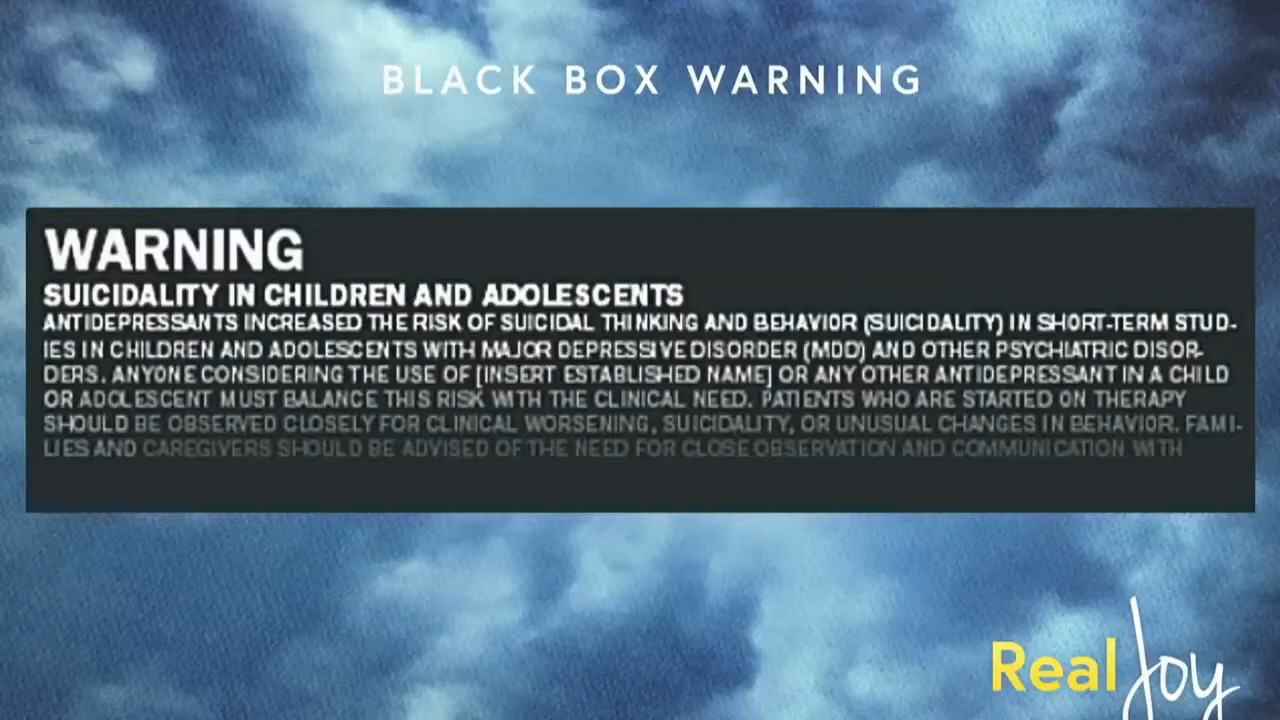 BLACK BOX WARNING
WARNING
SUICIDALITY IN CHILDREN AND ADOLESCENTS
ANTIDEPRESSANTS INCREASED THE RISK OF SUICIDAL THINKING AND BEHAVIOR (SUICIDALITY) IN SHORT-TERM STUD-
IES IN CHILDREN AND ADOLESCENTS WITH MAJOR DEPRESSIVE DISORDER (MDD) AND OTHER PSYCHIATRIC DISOR-
DERS. ANYONE CONSIDERING THE USE OF [INSERT ESTABLISHED NAME] OR ANY OTHER ANTIDEPRESSANT IN A CHILD
OR ADOLESCENT MUST BALANCE THIS RISK WITH THE CLINICAL NEED. PATIENTS WHO ARE STARTED ON THERAPY
SHOULD BE OBSERVED CLOSELY FOR CLINICAL WORSENING, SUICIDALITY, OR UNUSUAL CHANGES IN BEHAVIOR. FAMI-
LIES AND CAREGIVERS SHOULD BE ADVISED OF THE NEED FOR CLOSE OBSERVATION AND COMMUNICATION WITH
Real Joy